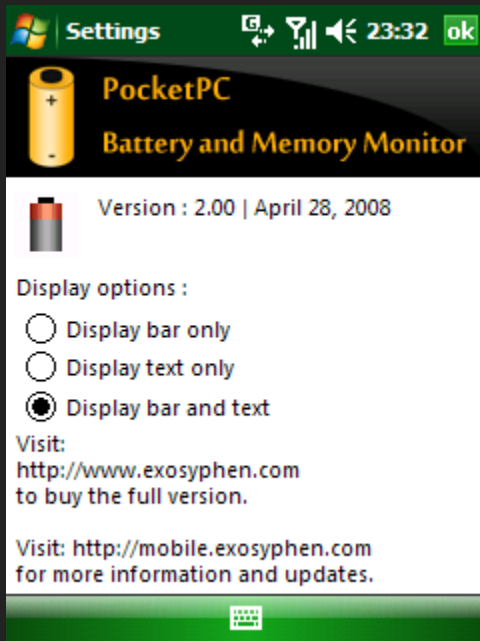 Settings
G
23:32
ok
PocketPC
Battery and Memory Monitor
Version : 2.00 | April 28, 2008
Display options :
Display bar only
Display text only
Display bar and text
Visit:
http://www.exosyphen.com
to buy the full version.
Visit: http://mobile.exosyphen.com
for more information and updates.